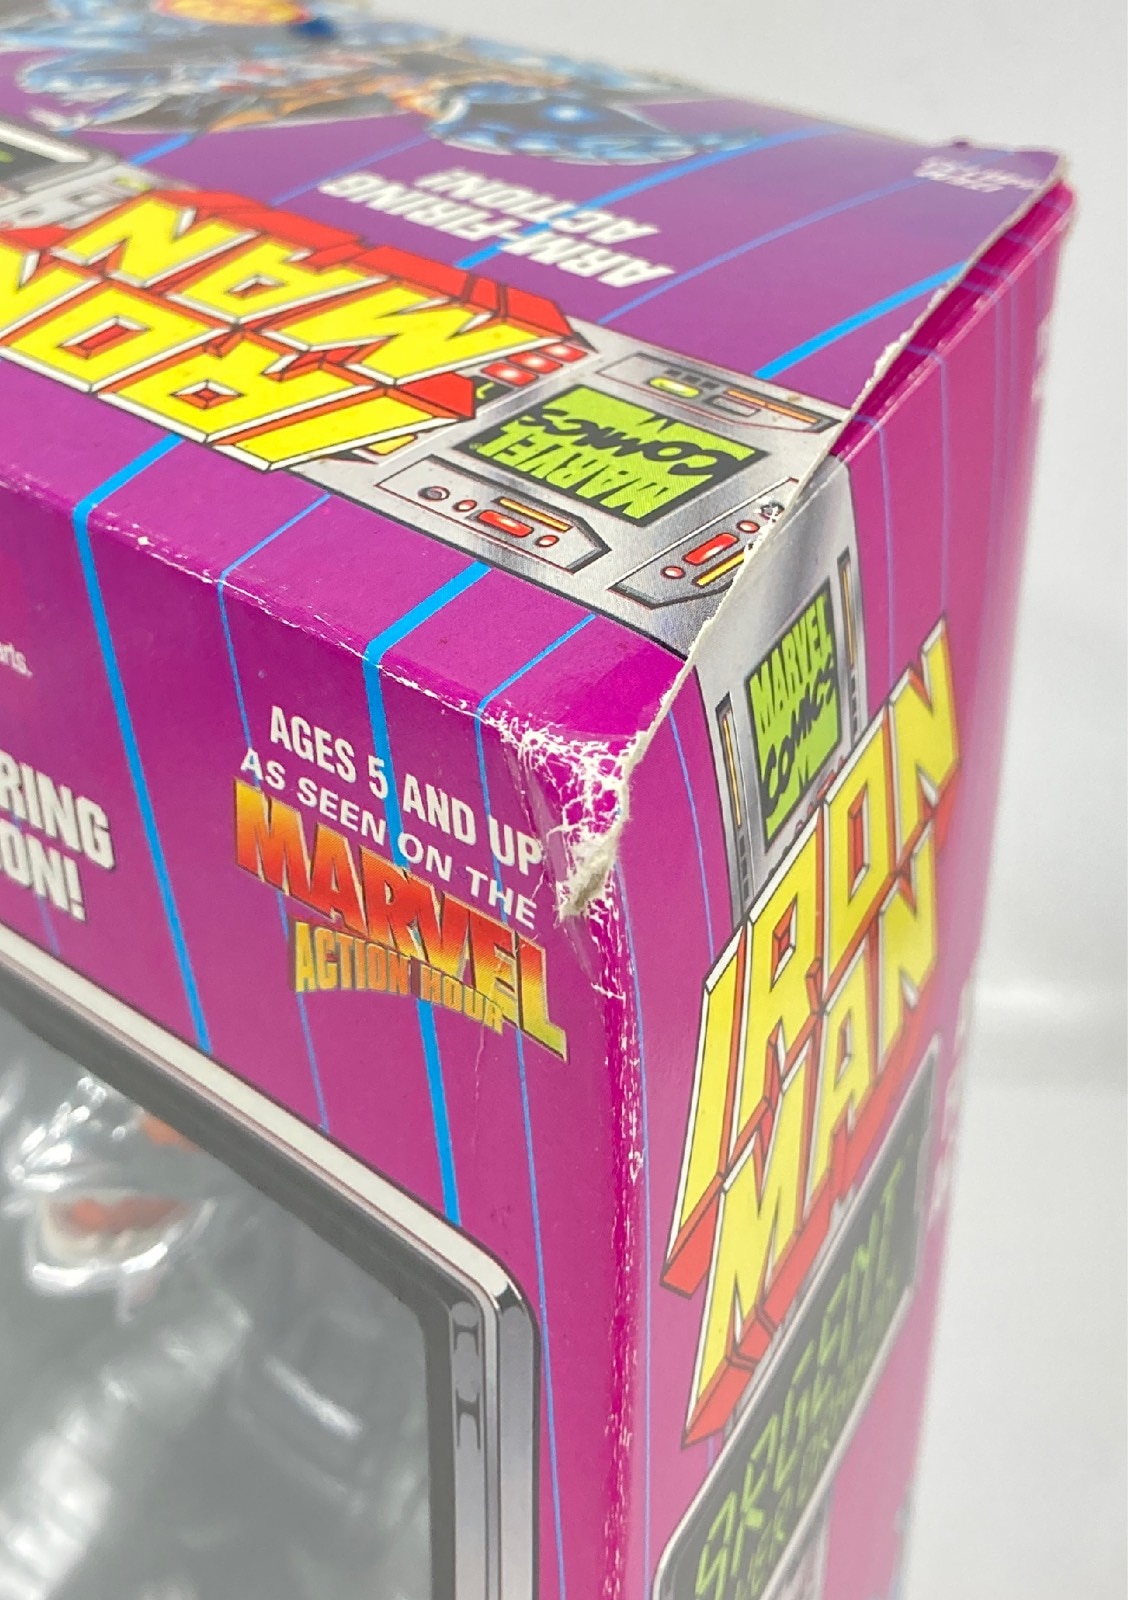 ARM-FIRING
ACTION!
IRON
MAN
MARVEL
COMICS
arts.
RING
ON!
AGES 5 AND UP
AS SEEN ON THE
MARVEL
ACTION HOUR
MARVEL
COMICS
IRON
MAN